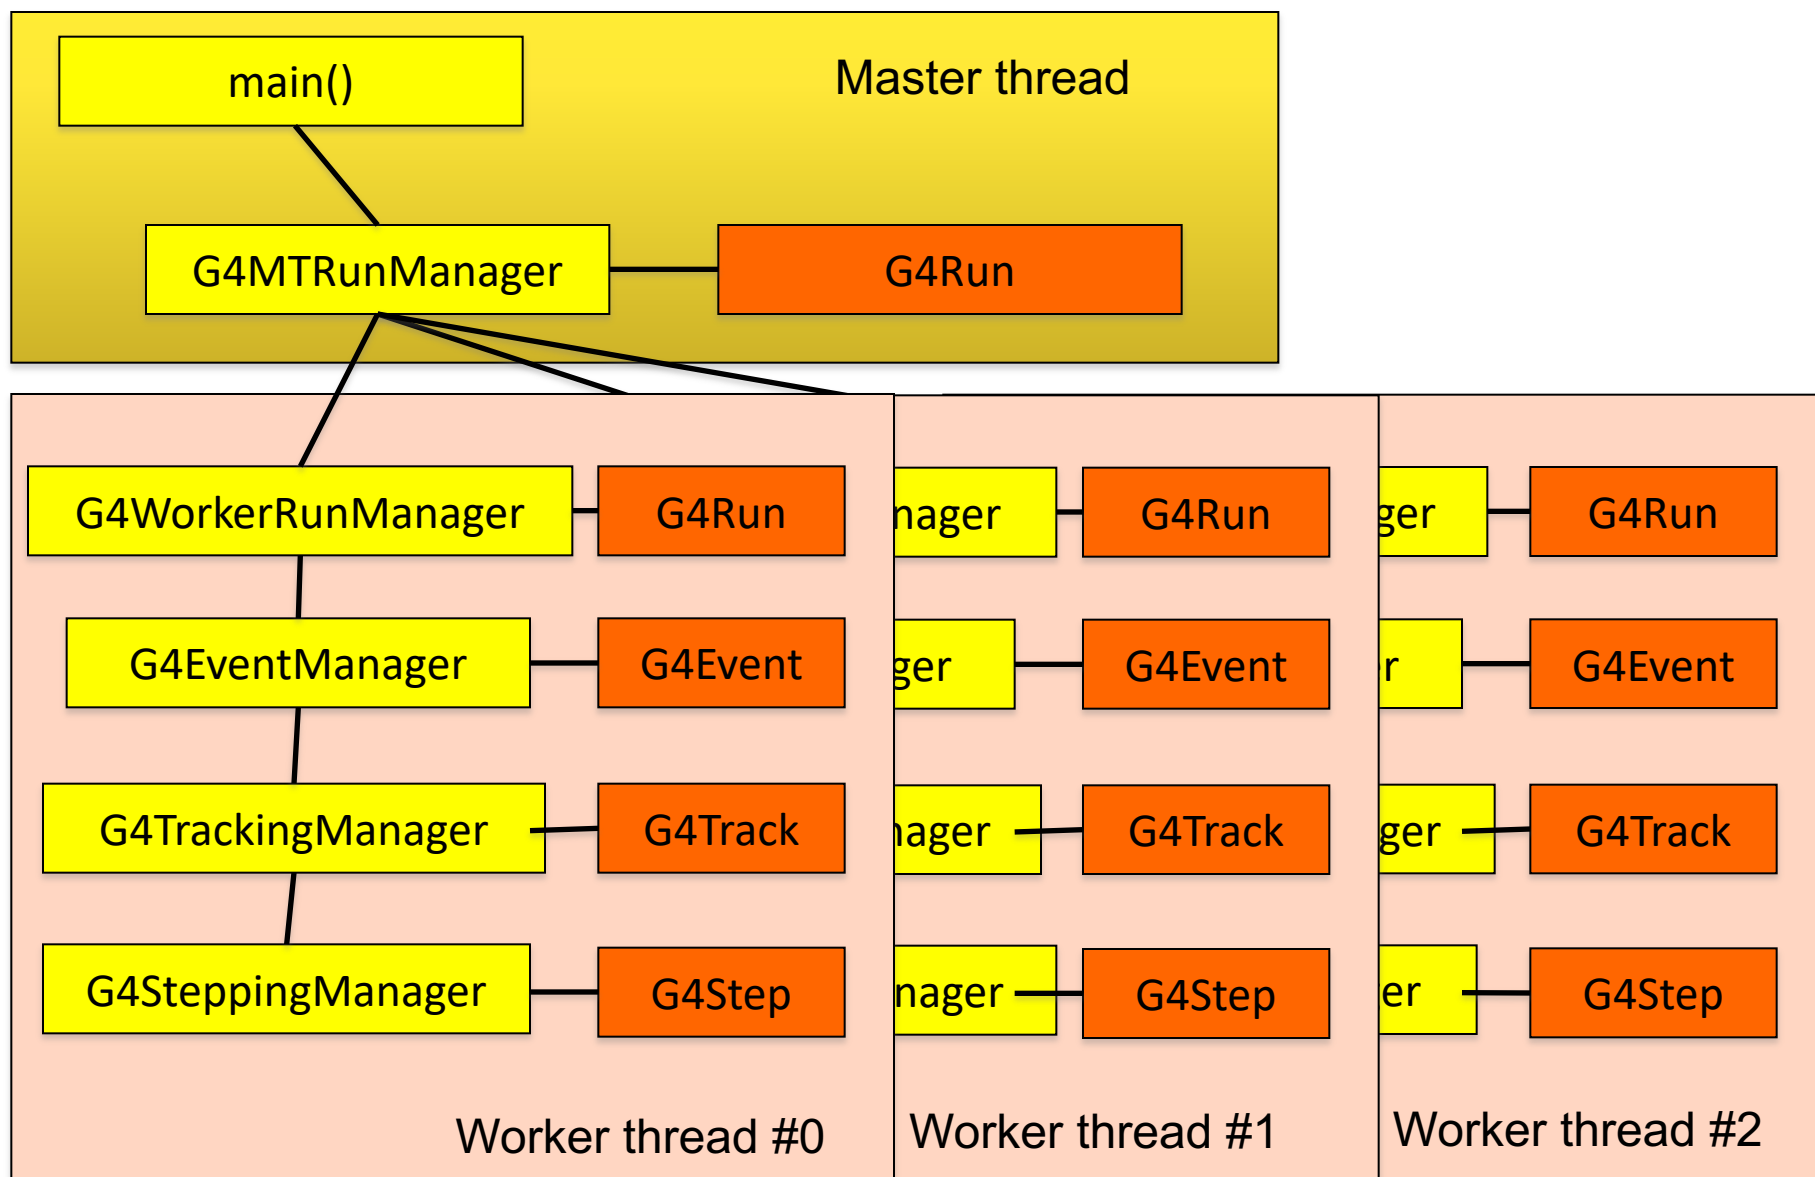 main()
Master thread
G4MTRunManager
G4Run
G4WorkerRunManager
G4Run
nager
G4Run
ger
G4Run
G4EventManager
G4Event
ger
G4Event
r
G4Event
G4TrackingManager
G4Track
nager
G4Track
ger
G4Track
G4SteppingManager
G4Step
nager
G4Step
er
G4Step
Worker thread #0
Worker thread #1
Worker thread #2